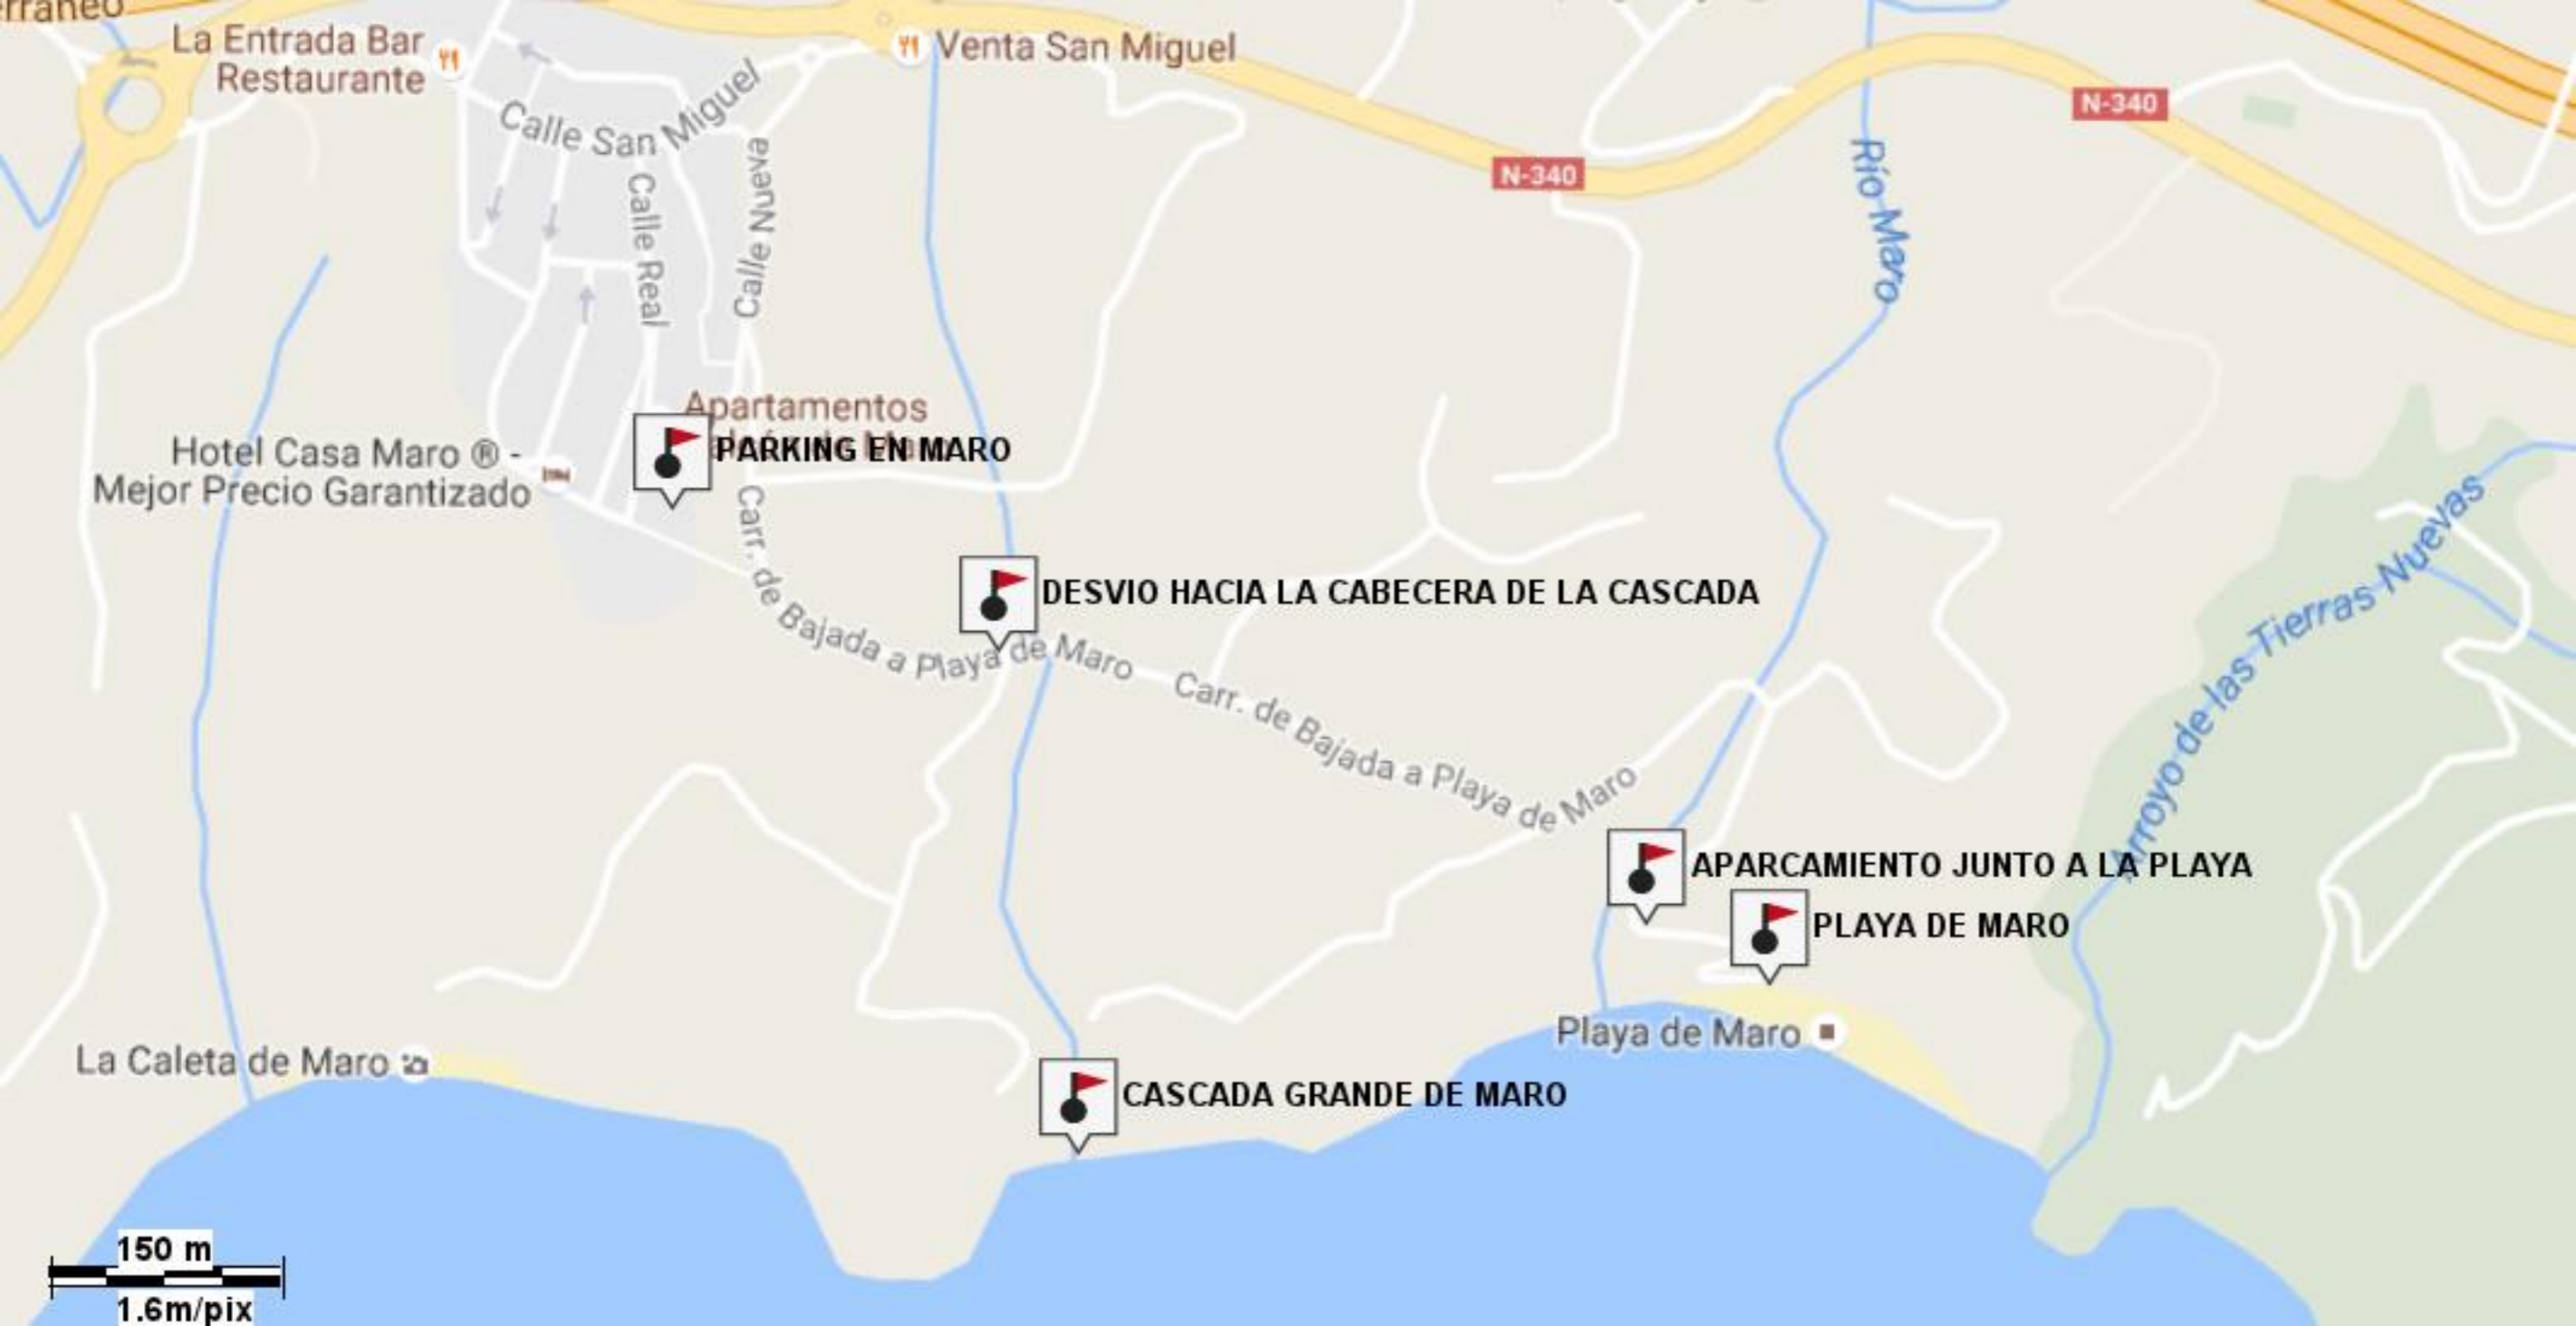 La Entrada Bar
Restaurante
Venta San Miguel
Calle San Miguel
N-340
N-340
Calle Real
Calle Nueva
Río Maro
Apartamentos
PARKING EN MARO
Hotel Casa Maro ® -
Mejor Precio Garantizado
Carr. de Bajada a Playa de Maro
DESVIO HACIA LA CABECERA DE LA CASCADA
Carr. de Bajada a Playa de Maro
Arroyo de las Tierras Nuevas
APARCAMIENTO JUNTO A LA PLAYA
PLAYA DE MARO
Playa de Maro
La Caleta de Maro
CASCADA GRANDE DE MARO
150 m
1.6m/pix